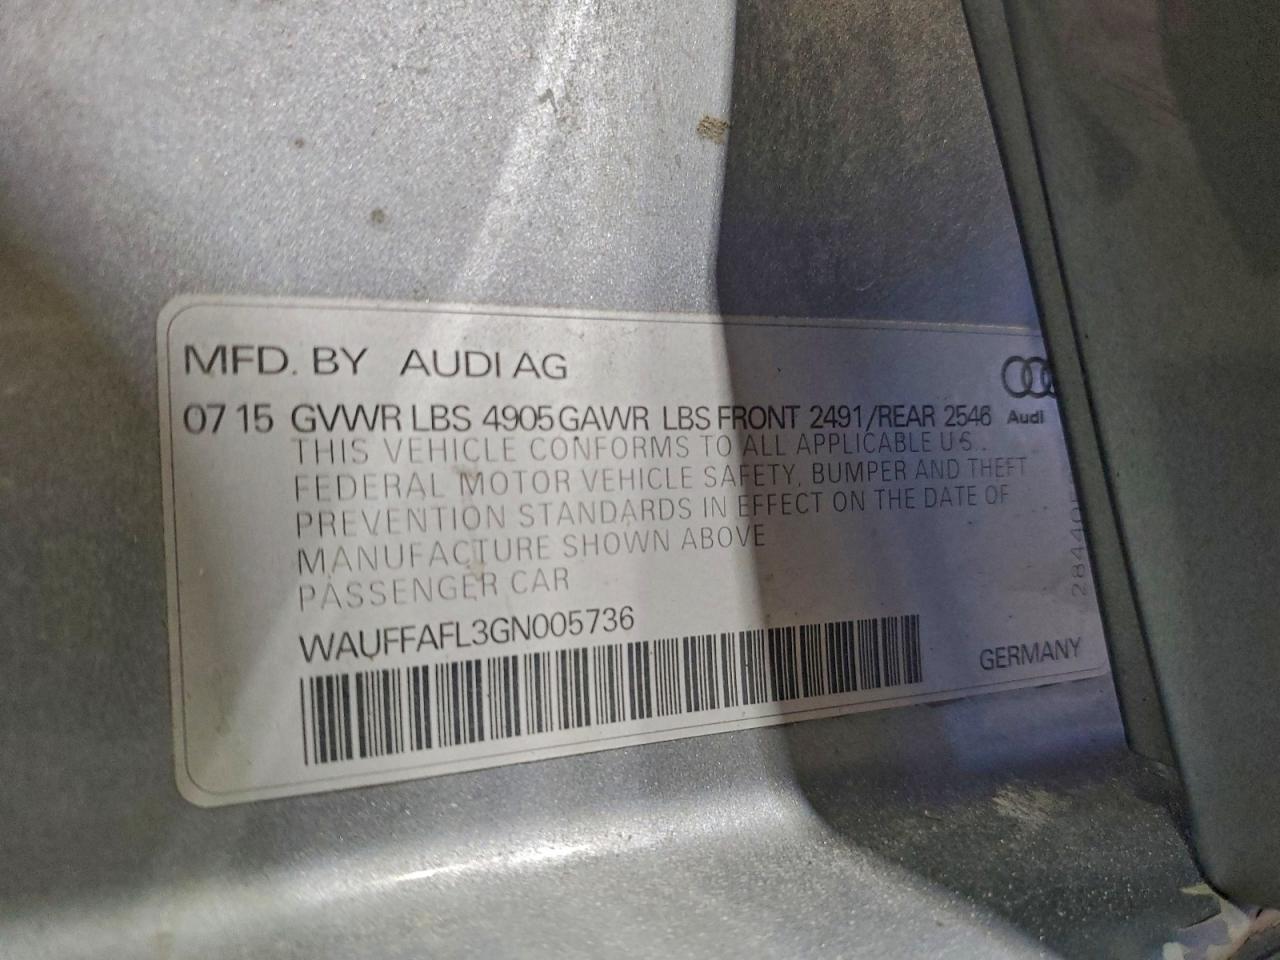 MFD. BY AUDI AG
07 15 GVWR LBS 4905 GAWR LBS FRONT 2491/REAR 2546
Audi
THIS VEHICLE CONFORMS TO ALL APPLICABLE U.S.
FEDERAL MOTOR VEHICLE SAFETY, BUMPER AND THEFT
PREVENTION STANDARDS IN EFFECT ON THE DATE OF
MANUFACTURE SHOWN ABOVE
PASSENGER CAR
WAUFFAFL3GN005736
GERMANY